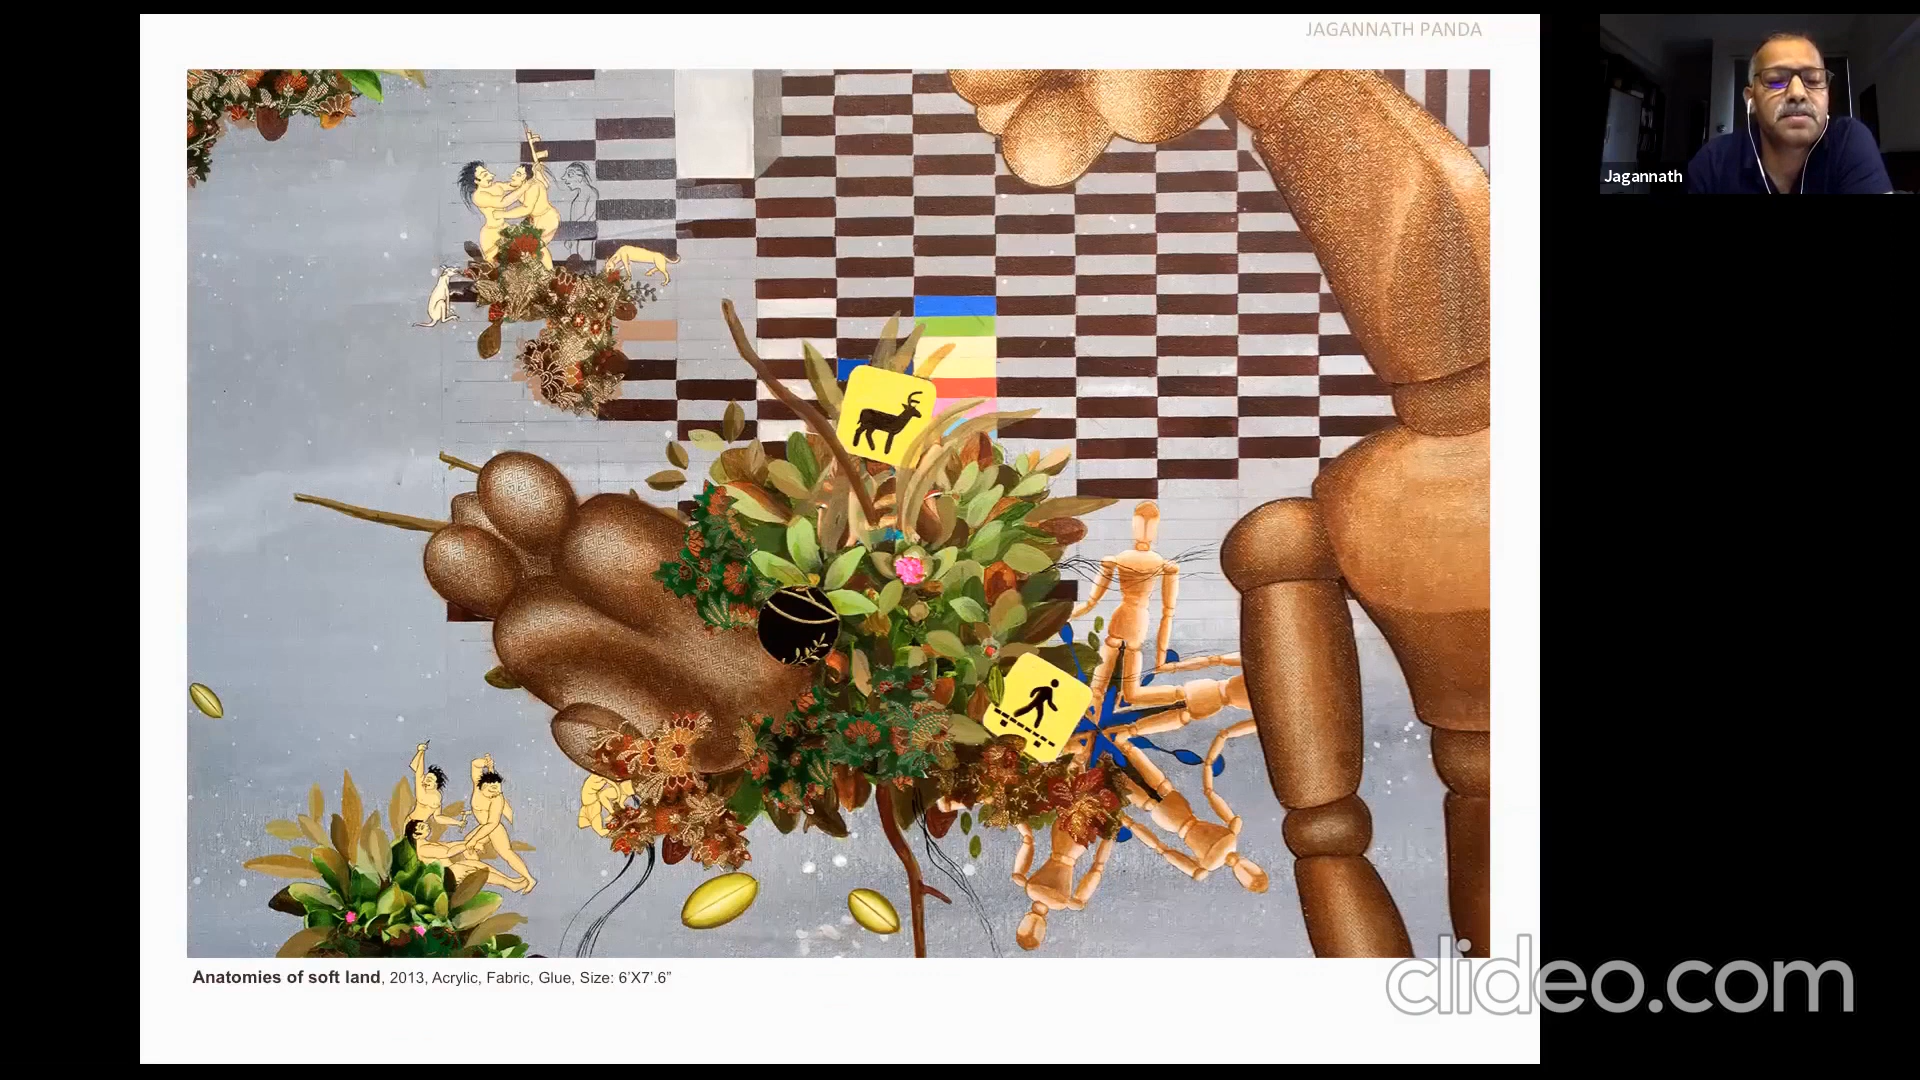 JAGANNATH PANDA
Jagannath
Anatomies of soft land, 2013, Acrylic, Fabric, Glue, Size: 6’X7’.6”
clideo.com